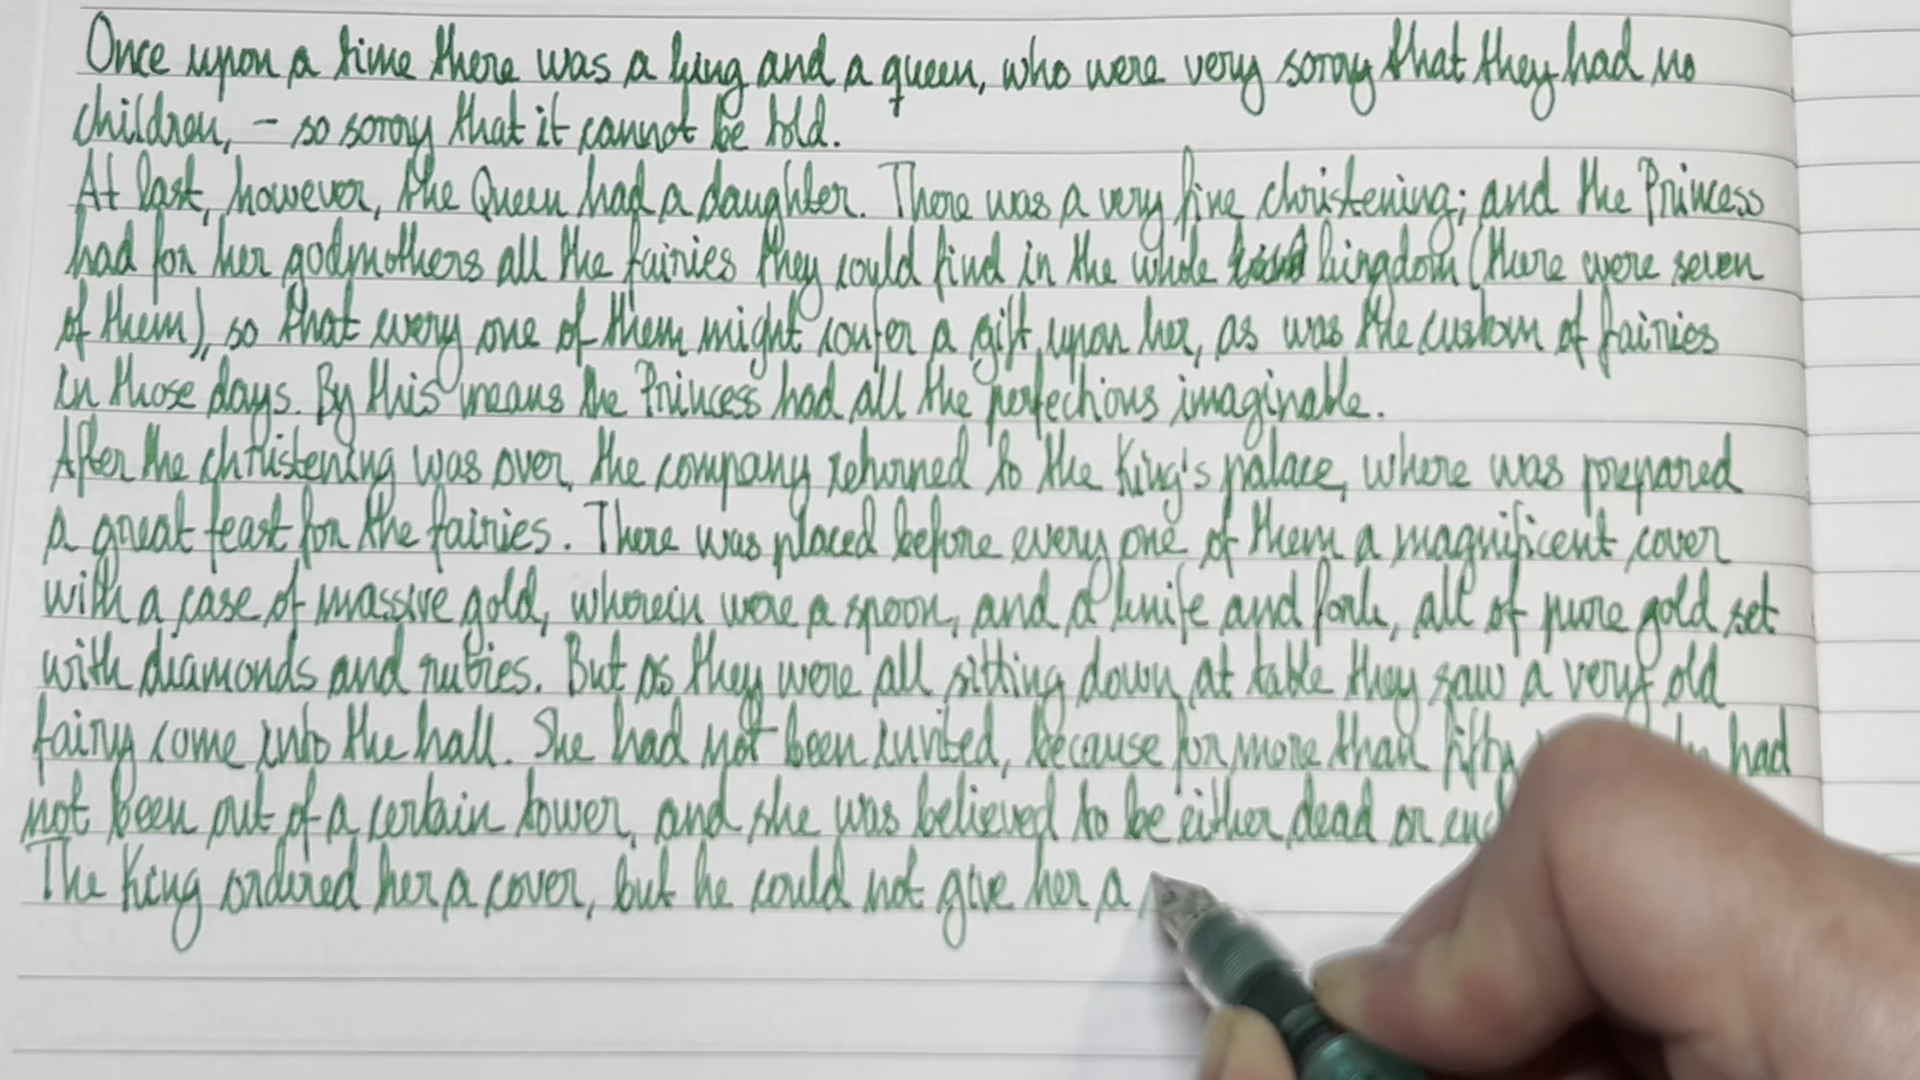 Once upon a time there was a king and a queen, who were very sorry that they had no
children, - so sorry that it cannot be told.
At last, however, the Queen had a daughter. There was a very fine christening; and the Princess
had for her godmothers all the fairies they could find in the whole kingdom (there were seven
of them), so that every one of them might confer a gift upon her, as was the custom of fairies
in those days. By this means the Princess had all the perfections imaginable.
After the christening was over, the company returned to the King's palace, where was prepared
a great feast for the fairies. There was placed before every one of them a magnificent cover
with a case of massive gold, wherein were a spoon, and a knife and fork, all of pure gold set
with diamonds and rubies. But as they were all sitting down at table they saw a very old
fairy come into the hall. She had not been invited, because for more than fifty had
not been out of a certain tower, and she was believed to be either dead or
The King ordered her a cover, but he could not give her a